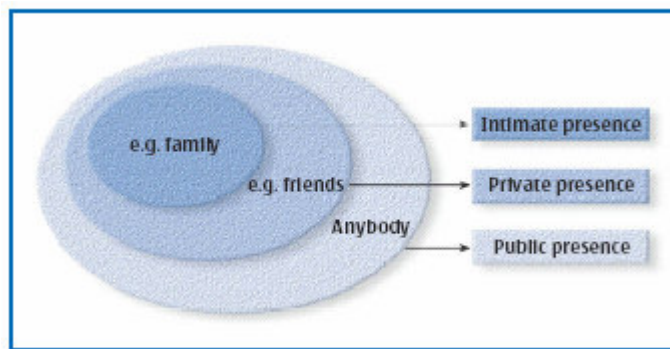 e.g. family
Intimate presence
e.g. friends
Private presence
Anybody
Public presence